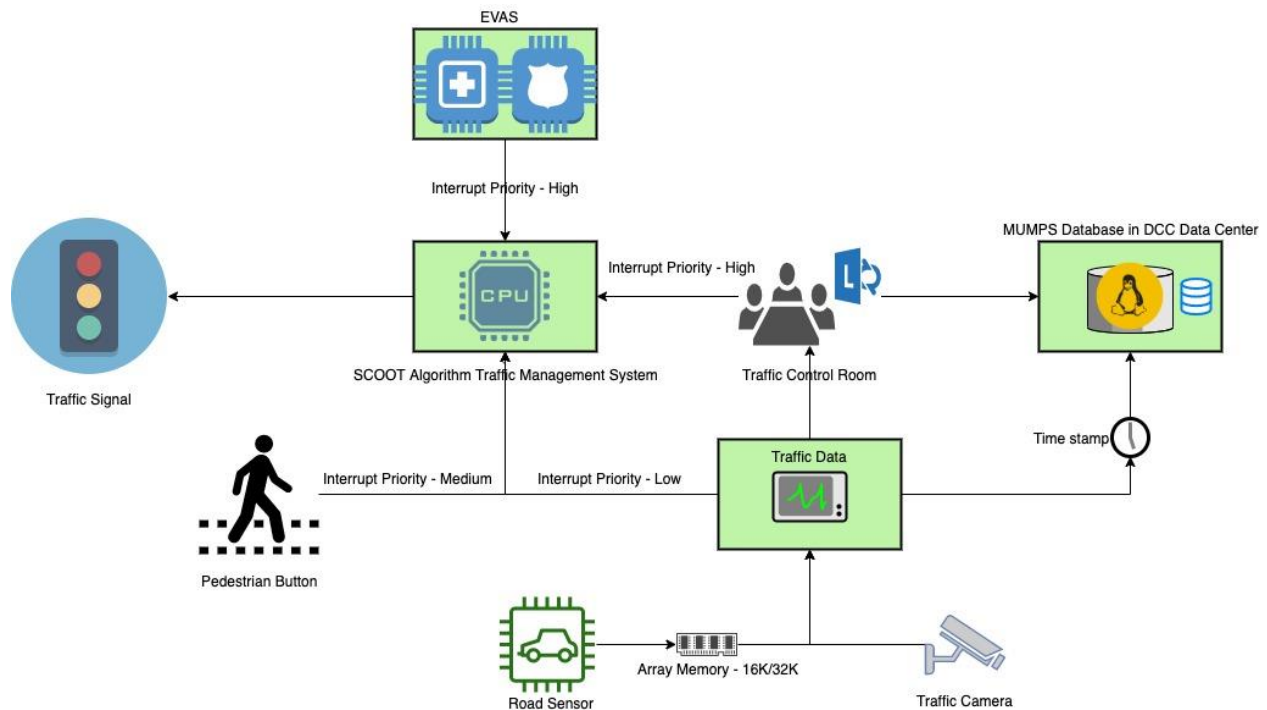 EVAS
Interrupt Priority - High
MUMPS Database in DCC Data Center
Interrupt Priority - High
L
CPU
SCOOT Algorithm Traffic Management System
Traffic Control Room
Traffic Signal
Time stamp
Traffic Data
Interrupt Priority - Medium
Interrupt Priority - Low
Pedestrian Button
Array Memory - 16K/32K
Road Sensor
Traffic Camera